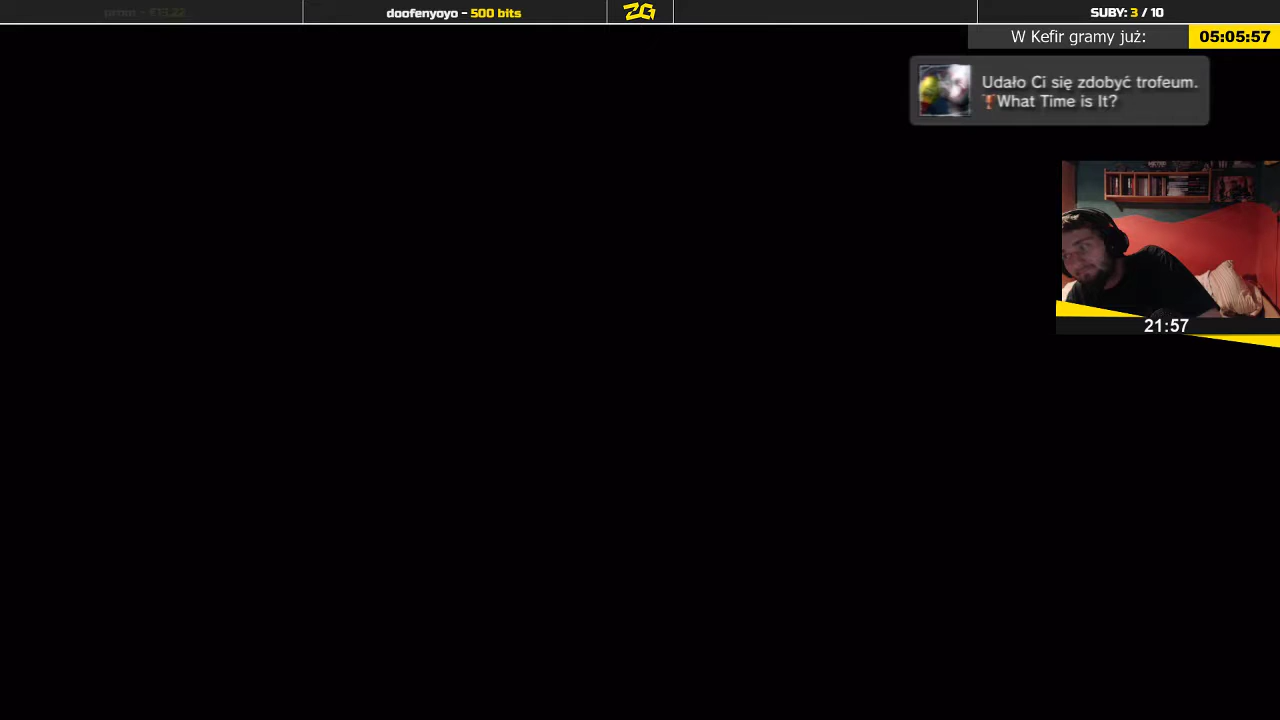 doofenyoyo - 500 bits
ZG
SUBY: 3 / 10
W Kefir gramy już:
05:05:57
Udało Ci się zdobyć trofeum.
What Time is It?
21:57